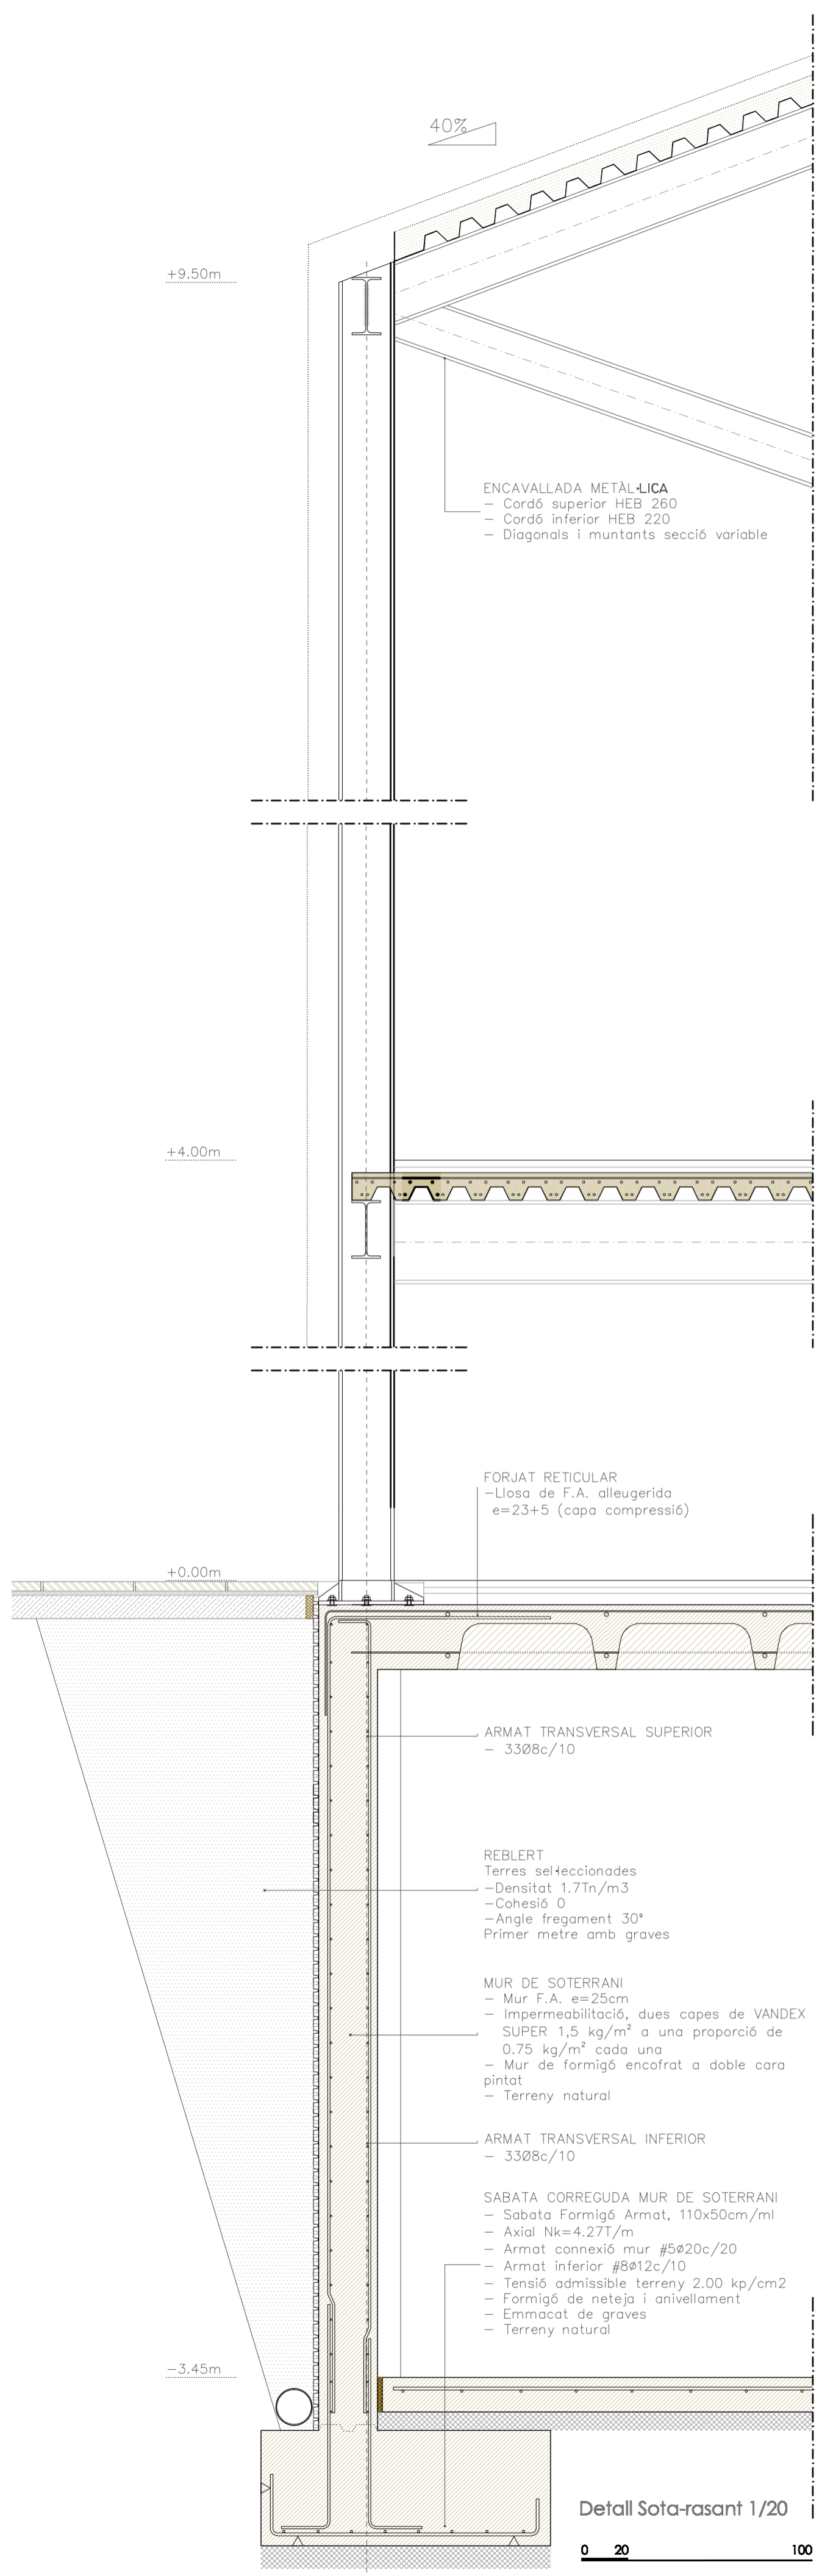 40%
+9.50m
ENCAVALLADA METÀL·LICA
- Cordó superior HEB 260
- Cordó inferior HEB 220
- Diagonals i muntants secció variable
+4.00m
FORJAT RETICULAR
-Llosa de F.A. alleugerida
e=23+5 (capa compressió)
+0.00m
ARMAT TRANSVERSAL SUPERIOR
- 33Ø8c/10
REBLERT
Terres sel·leccionades
-Densitat 1.7Tn/m3
-Cohesió 0
-Angle fregament 30º
Primer metre amb graves
MUR DE SOTERRANI
- Mur F.A. e=25cm
- Impermeabilitació, dues capes de VANDEX
SUPER 1,5 kg/m² a una proporció de
0.75 kg/m² cada una
- Mur de formigó encofrat a doble cara
pintat
- Terreny natural
ARMAT TRANSVERSAL INFERIOR
- 33Ø8c/10
SABATA CORREGUDA MUR DE SOTERRANI
- Sabata Formigó Armat, 110x50cm/ml
- Axial Nk=4.27T/m
- Armat connexió mur #5ø20c/20
- Armat inferior #8ø12c/10
- Tensió admissible terreny 2.00 kp/cm2
- Formigó de neteja i anivellament
- Emmacat de graves
- Terreny natural
-3.45m
Detall Sota-rasant 1/20
0 20 100